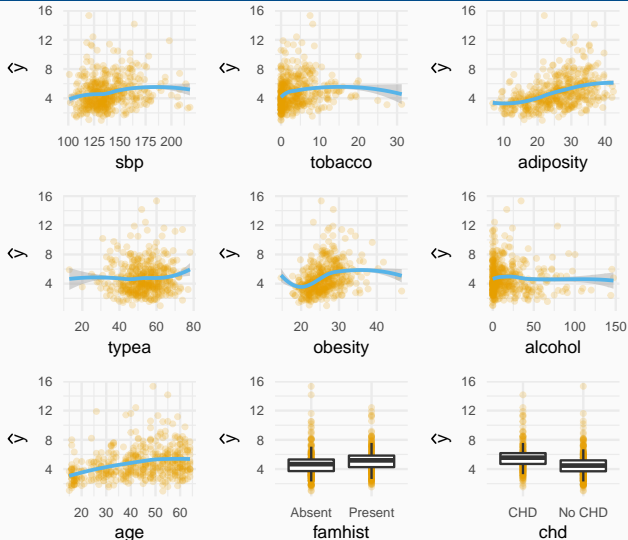 16
12
8
4
ŷ
100 125 150 175 200
sbp
16
12
8
4
ŷ
0 10 20 30
tobacco
16
12
8
4
ŷ
10 20 30 40
adiposity
16
12
8
4
ŷ
20 40 60 80
typea
16
12
8
4
ŷ
20 30 40
obesity
16
12
8
4
ŷ
0 50 100 150
alcohol
16
12
8
4
ŷ
20 30 40 50 60
age
16
12
8
4
ŷ
Absent Present
famhist
16
12
8
4
ŷ
CHD No CHD
chd